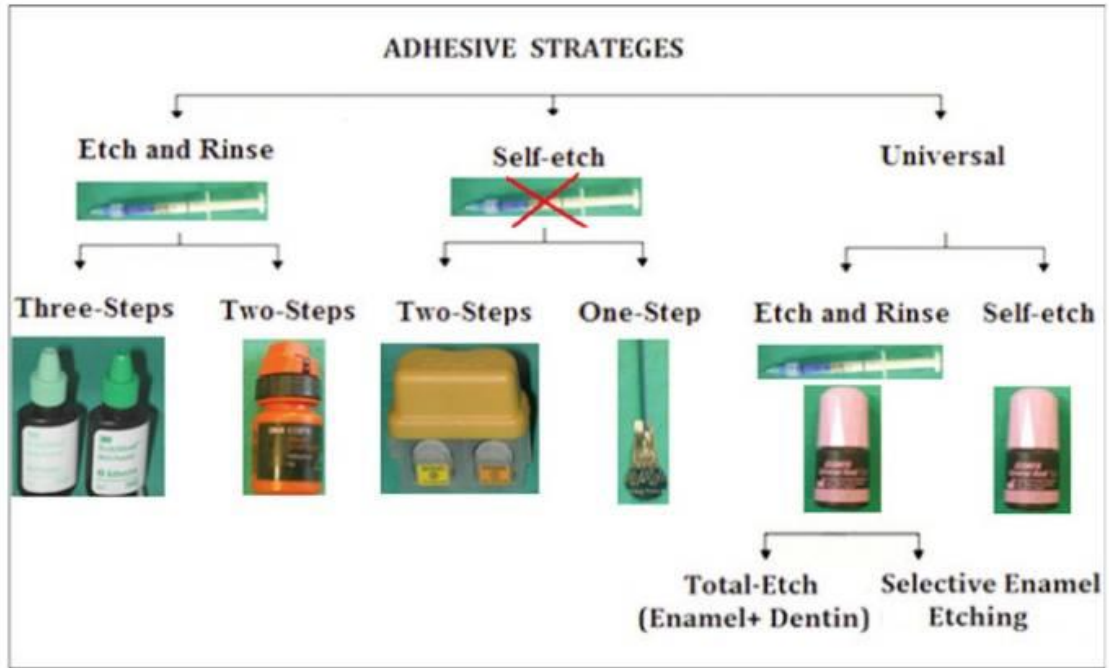 ADHESIVE STRATEGES
Etch and Rinse
Self-etch
Universal
Three-Steps
Two-Steps
Two-Steps
One-Step
Etch and Rinse
Self-etch
Total-Etch
(Enamel+ Dentin)
Selective Enamel
Etching